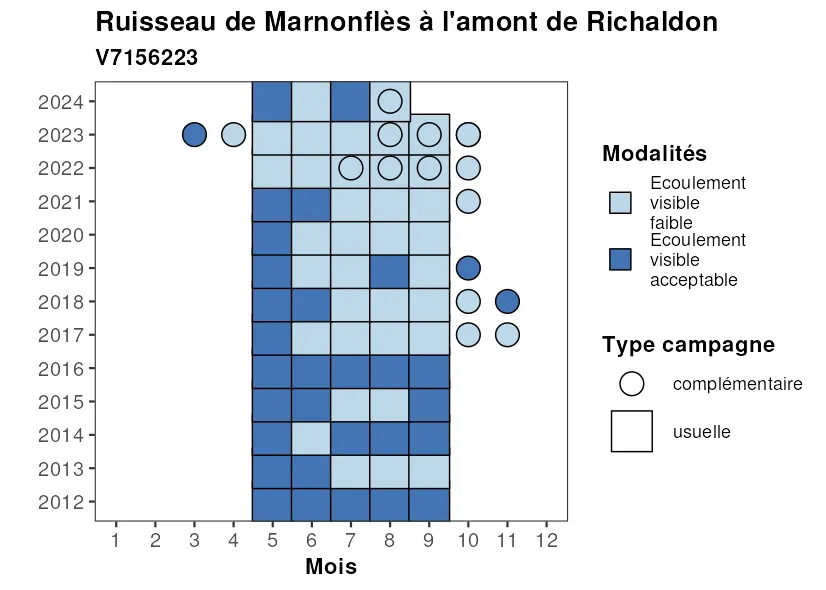 Ruisseau de Marnonflès à l'amont de Richaldon
V7156223
2024
2023
2022
2021
2020
2019
2018
2017
2016
2015
2014
2013
2012
1 2 3 4 5 6 7 8 9 10 11 12
Mois
Modalités
Ecoulement
visible
faible
Ecoulement
visible
acceptable
Type campagne
complémentaire
usuelle